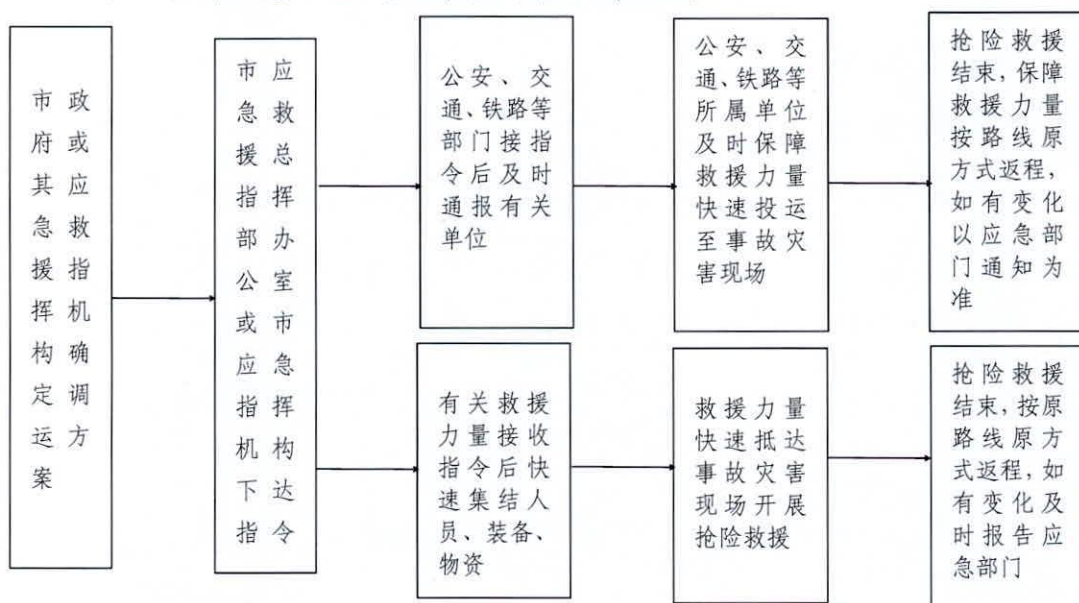 市政
府或
其应
急救
援指
挥机
构确
定调
运方
案
市应
急救
援总
指挥
部办
公室
或市
应急
指挥
机构
下达
指令
公安、交
通、铁路等
部门接指
令后及时
通报有关
单位
公安、交
通、铁路等
所属单位
及时保障
救援力量
快速投运
至事故灾
害现场
抢险救援
结束,保障
救援力量
按路线原
方式返程,
如有变化
以应急部
门通知为
准
有关救援
力量接收
指令后快
速集结人
员、装备、
物资
救援力量
快速抵达
事故灾害
现场开展
抢险救援
抢险救援
结束,按原
路线原方
式返程,如
有变化及
时报告应
急部门